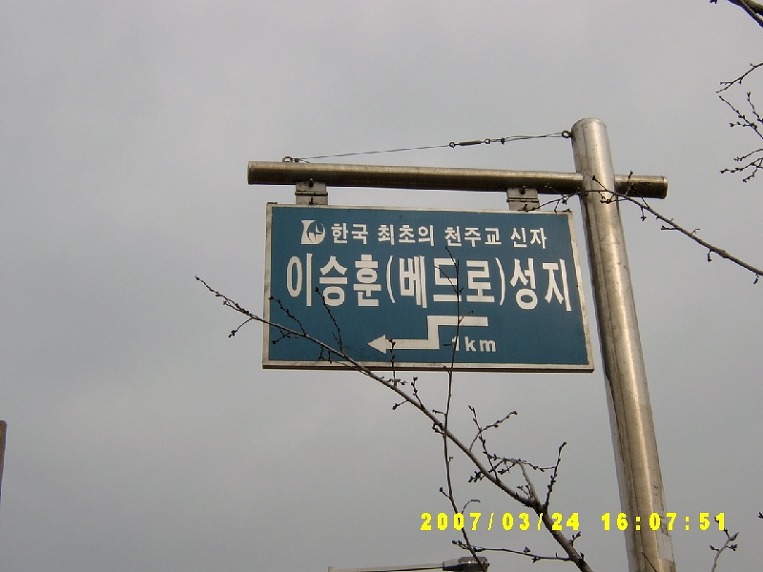 한국 최초의 천주교 신자
이승훈(베드로)성지
1km
2007/03/24 16:07:51